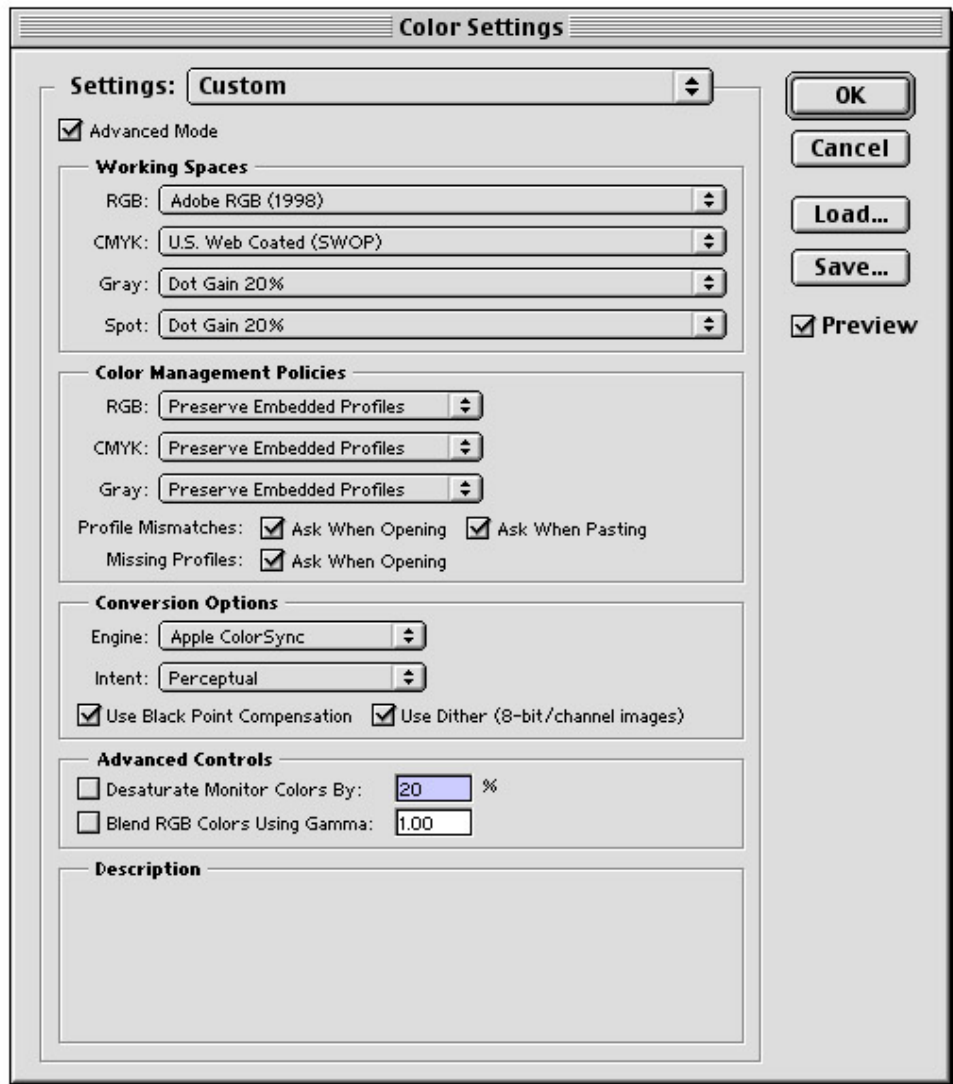 Color Settings
Settings: Custom
OK
Advanced Mode
Cancel
Working Spaces
RGB: Adobe RGB (1998)
Load...
CMYK: U.S. Web Coated (SWOP)
Save...
Gray: Dot Gain 20%
Spot: Dot Gain 20%
Preview
Color Management Policies
RGB: Preserve Embedded Profiles
CMYK: Preserve Embedded Profiles
Gray: Preserve Embedded Profiles
Profile Mismatches: Ask When Opening Ask When Pasting
Missing Profiles: Ask When Opening
Conversion Options
Engine: Apple ColorSync
Intent: Perceptual
Use Black Point Compensation Use Dither (8-bit/channel images)
Advanced Controls
Desaturate Monitor Colors By: 20 %
Blend RGB Colors Using Gamma: 1.00
Description